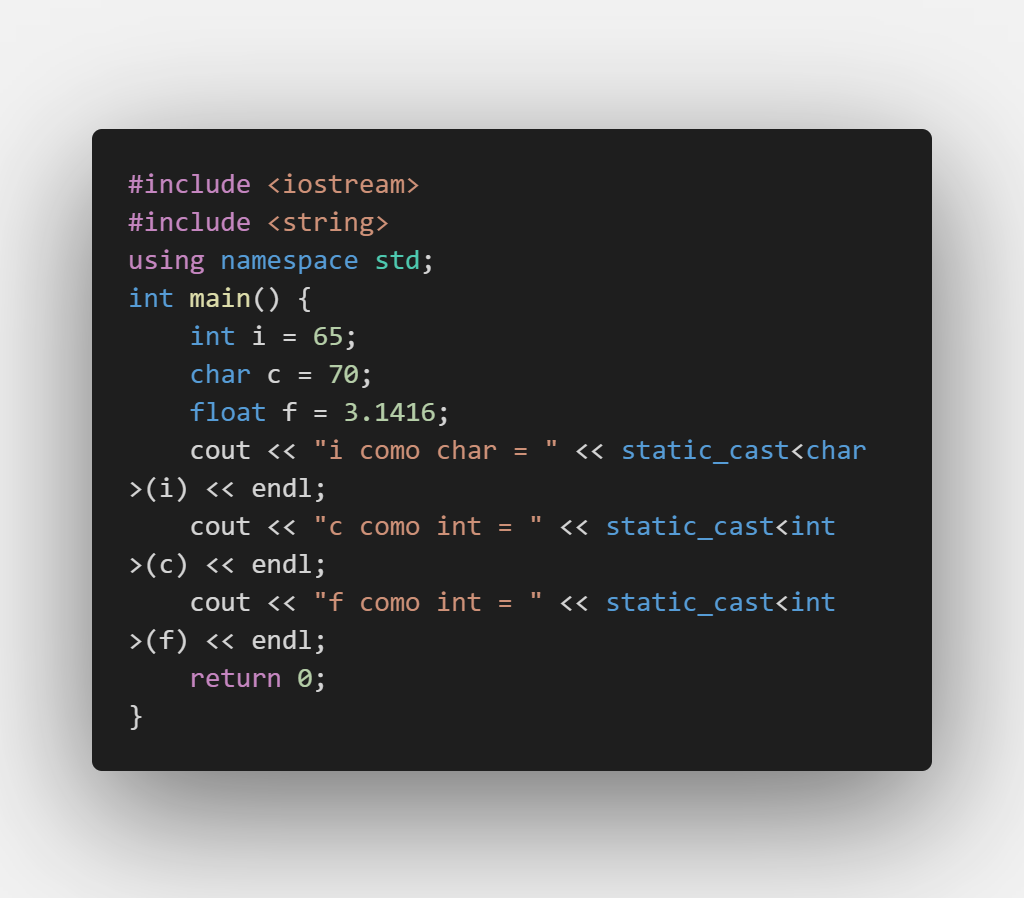 #include <iostream>
#include <string>
using namespace std;
int main() {
    int i = 65;
    char c = 70;
    float f = 3.1416;
    cout << "i como char = " << static_cast<char
>(i) << endl;
    cout << "c como int = " << static_cast<int
>(c) << endl;
    cout << "f como int = " << static_cast<int
>(f) << endl;
    return 0;
}